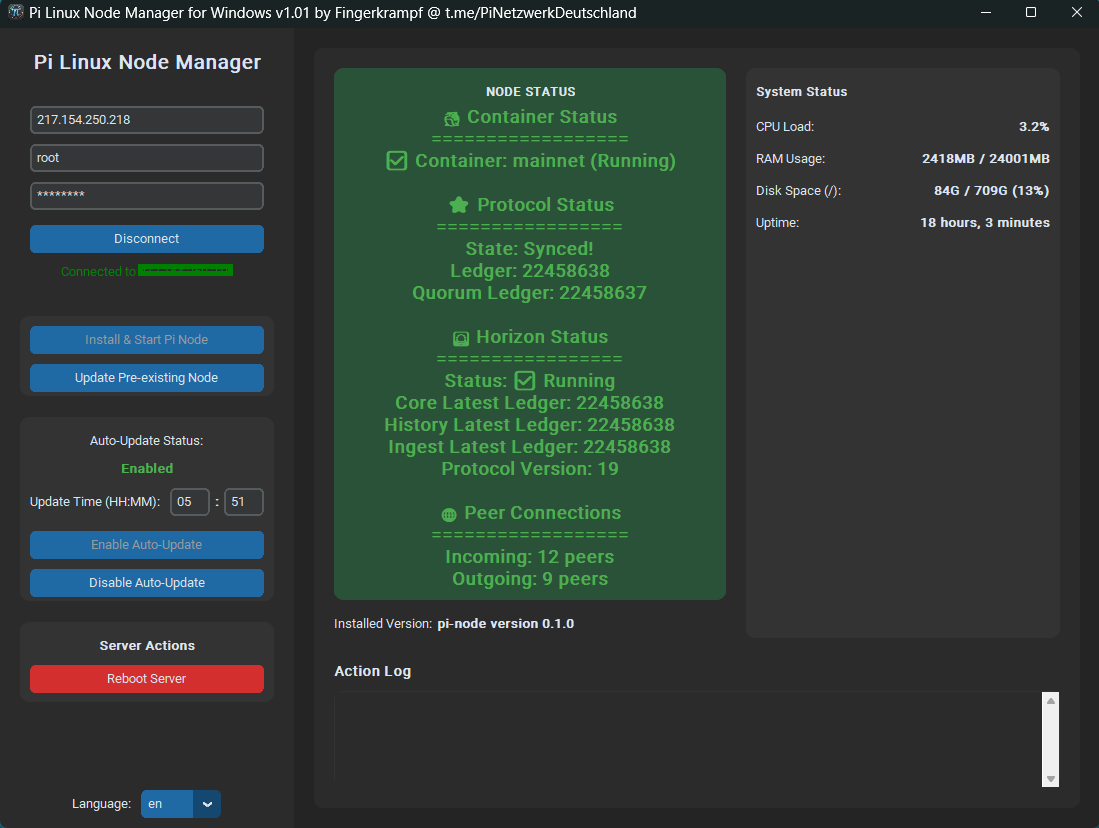 Pi Linux Node Manager for Windows v1.01 by Fingerkrampf @ t.me/PiNetzwerkDeutschland
Pi Linux Node Manager
217.154.250.218
root
********
Disconnect
Connected to
Install & Start Pi Node
Update Pre-existing Node
Auto-Update Status:
Enabled
Update Time (HH:MM): 05 : 51
Enable Auto-Update
Disable Auto-Update
Server Actions
Reboot Server
Language: en
NODE STATUS
Container Status
==================
Container: mainnet (Running)
Protocol Status
=================
State: Synced!
Ledger: 22458638
Quorum Ledger: 22458637
Horizon Status
=================
Status: Running
Core Latest Ledger: 22458638
History Latest Ledger: 22458638
Ingest Latest Ledger: 22458638
Protocol Version: 19
Peer Connections
==================
Incoming: 12 peers
Outgoing: 9 peers
Installed Version: pi-node version 0.1.0
Action Log
System Status
CPU Load: 3.2%
RAM Usage: 2418MB / 24001MB
Disk Space (/): 84G / 709G (13%)
Uptime: 18 hours, 3 minutes